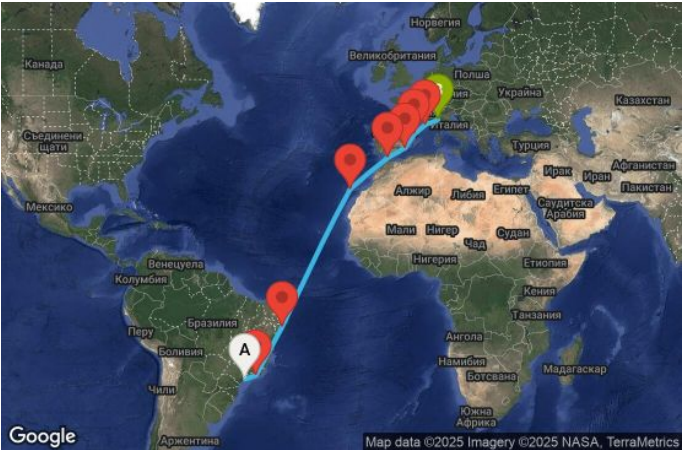 Норвегия
Канада
Великобритания
Полша
ния
Украйна
Казахстан
Италия
Съединени
щати
Турция
Ирак
Иран
Афганистан
Пакистан
Алжир
Либия
Египет
Саудитска
Арабия
Мексико
Мали
Нигер
Чад
Судан
Венецуела
Нигерия
Етиопия
Колумбия
Кения
Перу
Бразилия
Танзания
Ангола
A
Боливия
Намибия
Ботсвана
Мадагаскар
Чили
Южна
Африка
Аржентина
Google
Map data ©2025 Imagery ©2025 NASA, TerraMetrics